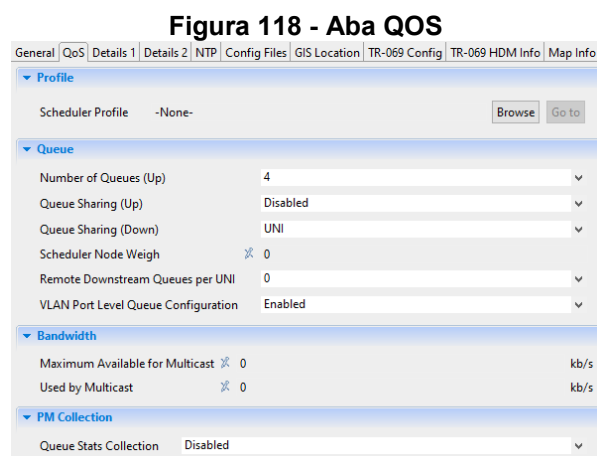 Figura 118 - Aba QOS
General QoS Details 1 Details 2 NTP Config Files GIS Location TR-069 Config TR-069 HDM Info Map Info
Profile
Scheduler Profile -None- Browse Go to
Queue
Number of Queues (Up) 4
Queue Sharing (Up) Disabled
Queue Sharing (Down) UNI
Scheduler Node Weigh 0
Remote Downstream Queues per UNI 0
VLAN Port Level Queue Configuration Enabled
Bandwidth
Maximum Available for Multicast 0 kb/s
Used by Multicast 0 kb/s
PM Collection
Queue Stats Collection Disabled